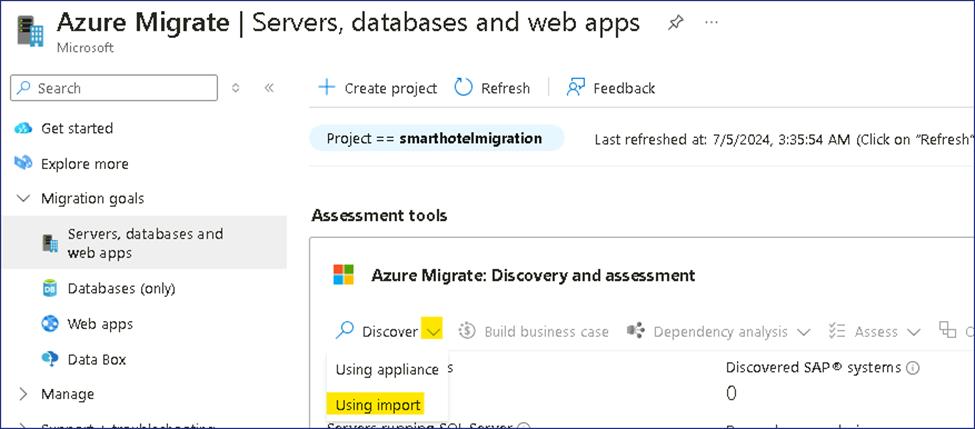 Azure Migrate | Servers, databases and web apps
Microsoft
Search
Get started
Explore more
Migration goals
Servers, databases and
web apps
Databases (only)
Web apps
Data Box
Manage
Support + troubleshooting
Create project
Refresh
Feedback
Project == smarthotelmigration
Last refreshed at: 7/5/2024, 3:35:54 AM (Click on "Refresh"
Assessment tools
Azure Migrate: Discovery and assessment
Discover
Build business case
Dependency analysis
Assess
Using appliance
Using import
Discovered SAP® systems
0
Servers running SQL Server